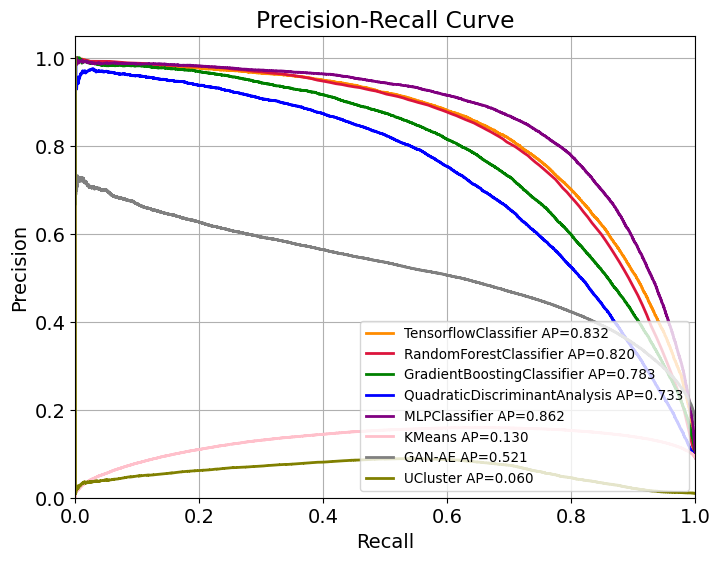 Precision-Recall Curve
Precision
1.0
0.8
0.6
0.4
0.2
0.0
TensorflowClassifier AP=0.832
RandomForestClassifier AP=0.820
GradientBoostingClassifier AP=0.783
QuadraticDiscriminantAnalysis AP=0.733
MLPClassifier AP=0.862
KMeans AP=0.130
GAN-AE AP=0.521
UCluster AP=0.060
0.0 0.2 0.4 0.6 0.8 1.0
Recall